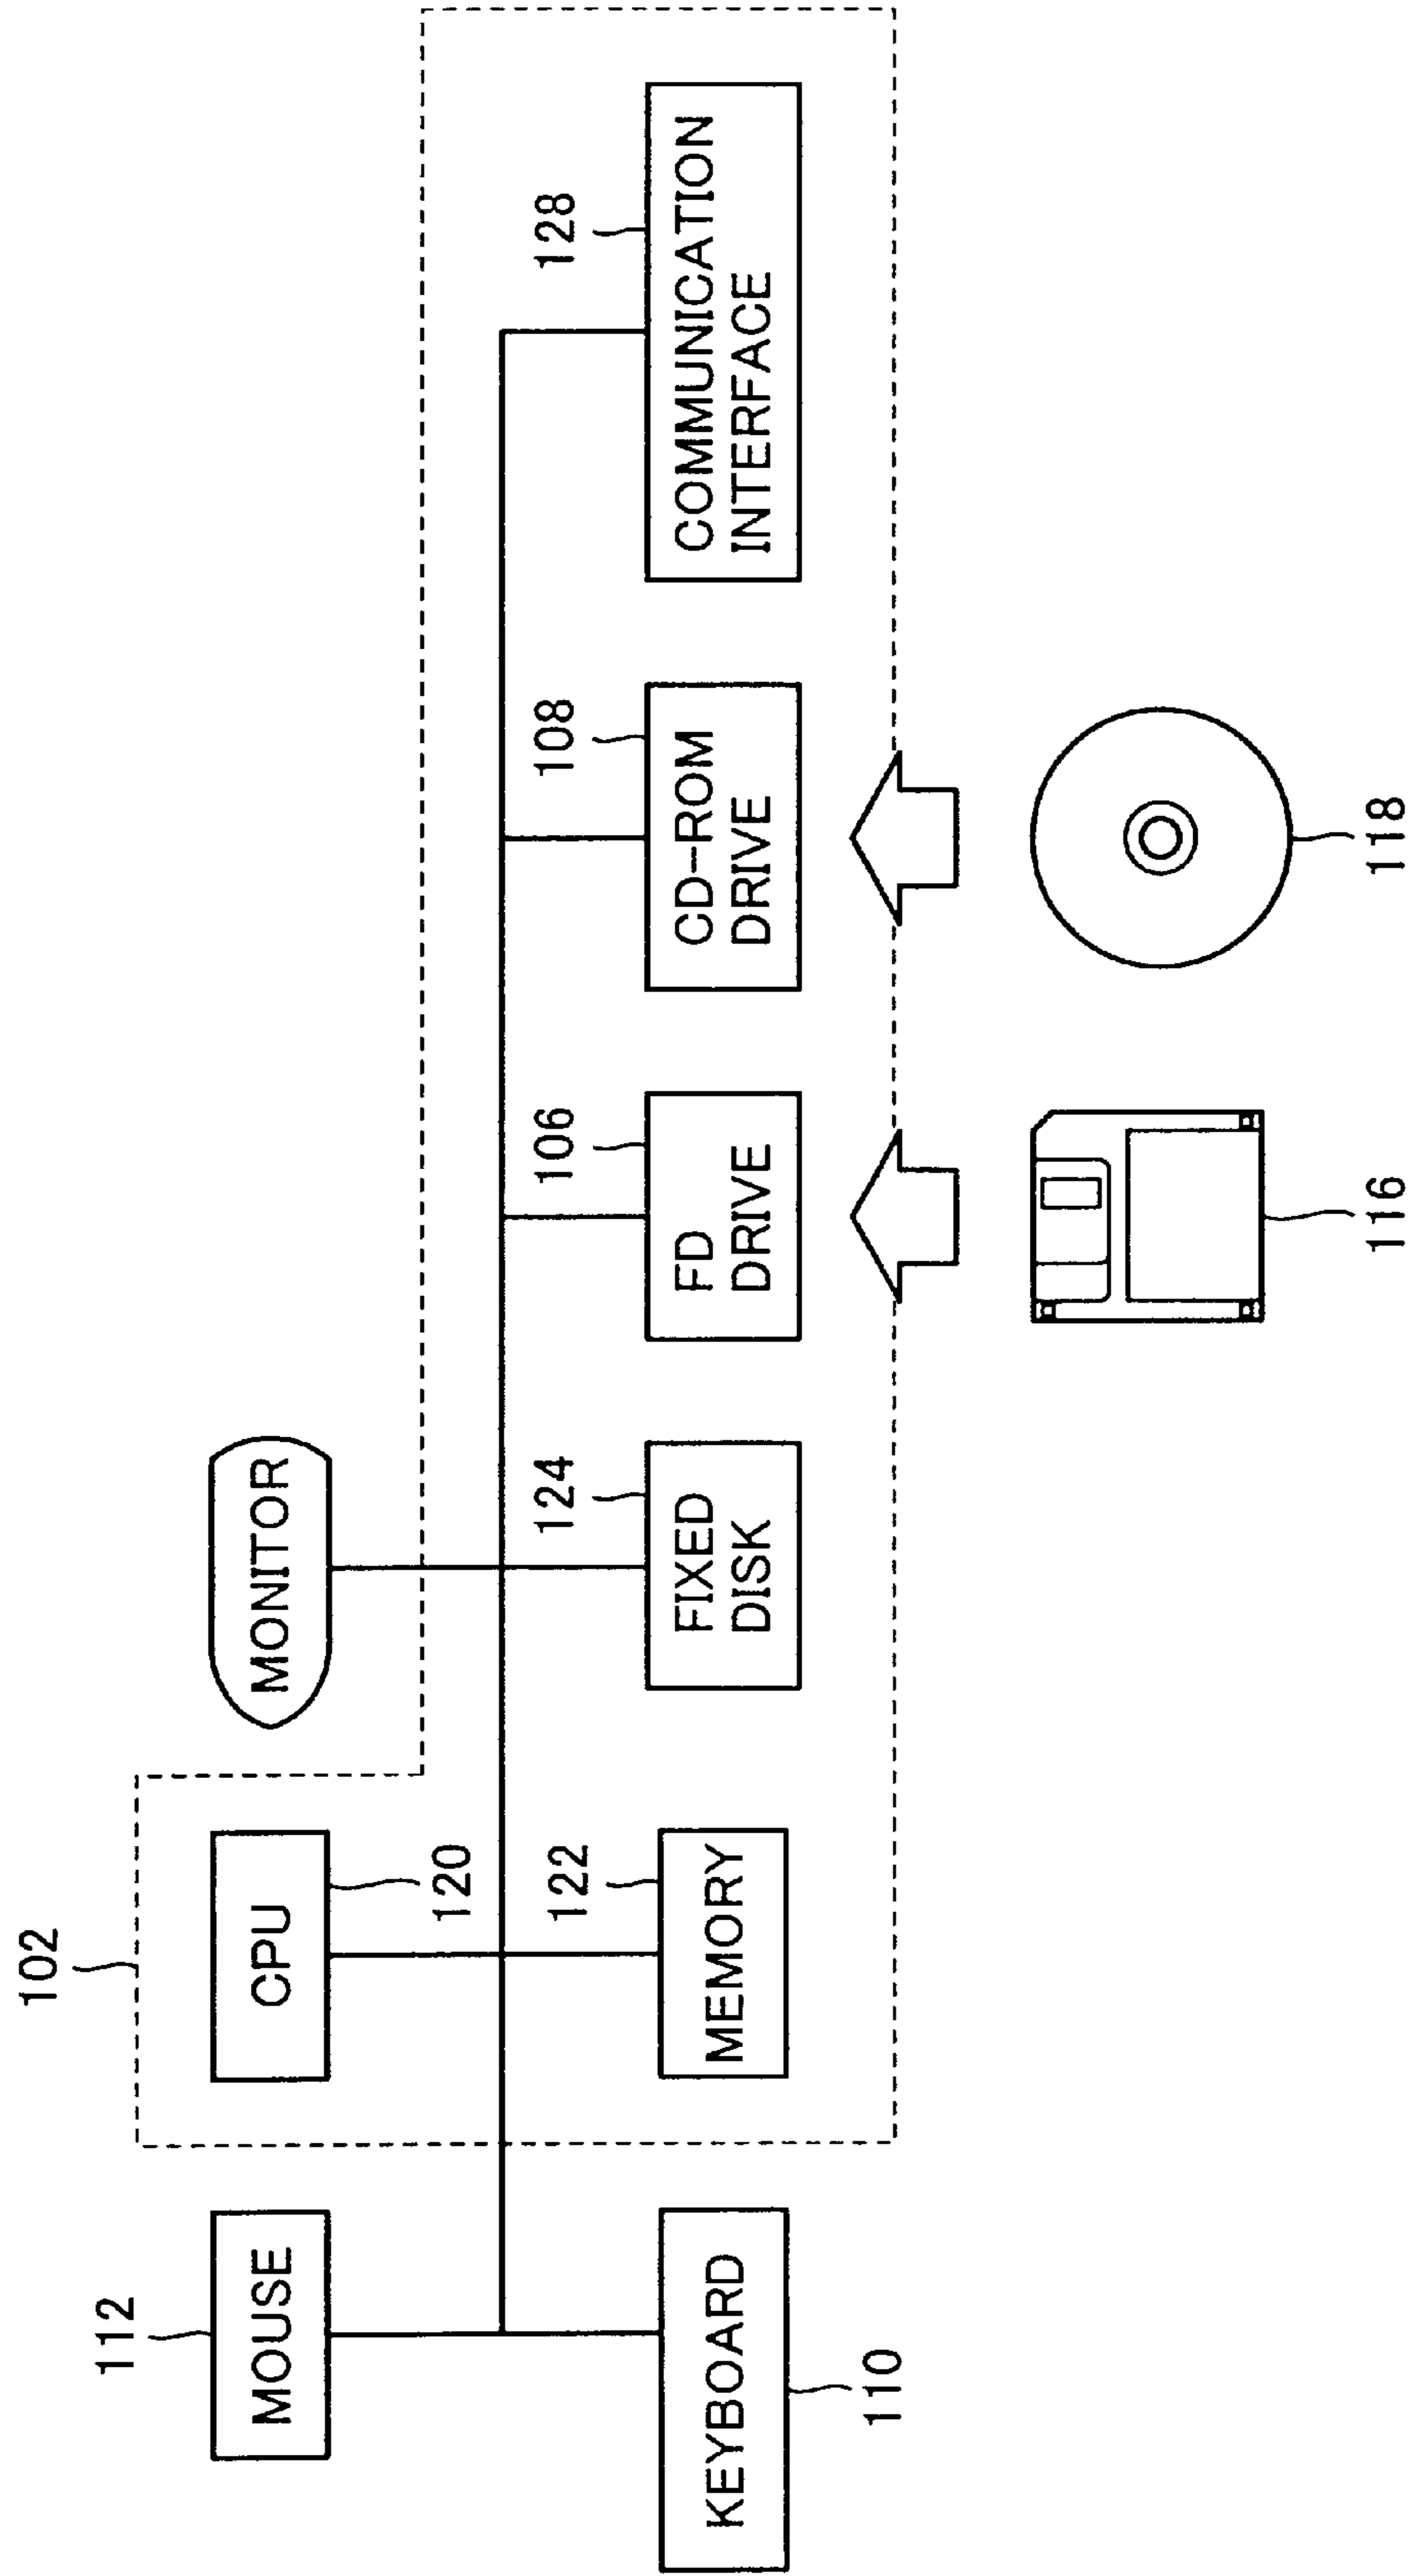 102
112
MOUSE
CPU
MONITOR
120
KEYBOARD
110
122
MEMORY
124
FIXED
DISK
106
FD
DRIVE
108
CD-ROM
DRIVE
128
COMMUNICATION
INTERFACE
116
118